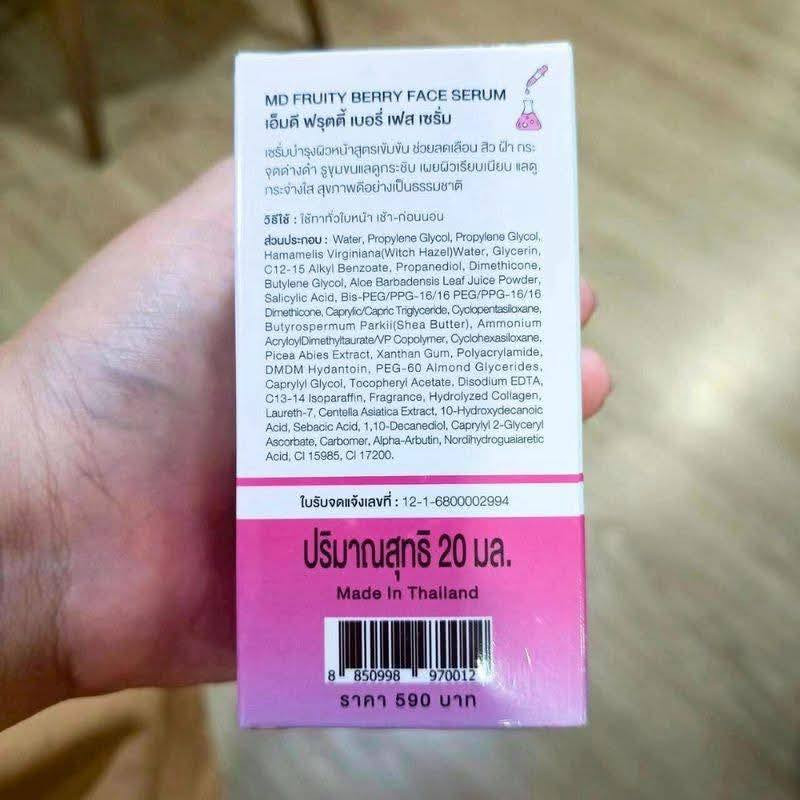 MD FRUITY BERRY FACE SERUM
เอ็มดี ฟรุตตี้ เบอรี่ เฟส เซรั่ม
เซรั่มบำรุงผิวหน้าสูตรเข้มข้น ช่วยลดเลือน สิว ฝ้า กระ
จุดด่างดำ รูขุมขนแลดูกระชับ เผยผิวเรียบเนียน แลดู
กระจ่างใส สุขภาพดีอย่างเป็นธรรมชาติ
วิธีใช้ : ใช้ทาทั่วใบหน้า เช้า-ก่อนนอน
ส่วนประกอบ : Water, Propylene Glycol, Propylene Glycol,
Hamamelis Virginiana(Witch Hazel)Water, Glycerin,
C12-15 Alkyl Benzoate, Propanediol, Dimethicone,
Butylene Glycol, Aloe Barbadensis Leaf Juice Powder,
Salicylic Acid, Bis-PEG/PPG-16/16 PEG/PPG-16/16
Dimethicone, Caprylic/Capric Triglyceride, Cyclopentasiloxane,
Butyrospermum Parkii(Shea Butter), Ammonium
AcryloylDimethyltaurate/VP Copolymer, Cyclohexasiloxane,
Picea Abies Extract, Xanthan Gum, Polyacrylamide,
DMDM Hydantoin, PEG-60 Almond Glycerides,
Caprylyl Glycol, Tocopheryl Acetate, Disodium EDTA,
C13-14 Isoparaffin, Fragrance, Hydrolyzed Collagen,
Laureth-7, Centella Asiatica Extract, 10-Hydroxydecanoic
Acid, Sebacic Acid, 1,10-Decanediol, Caprylyl 2-Glyceryl
Ascorbate, Carbomer, Alpha-Arbutin, Nordihydroguaiaretic
Acid, CI 15985, CI 17200.
ใบรับจดแจ้งเลขที่ : 12-1-6800002994
ปริมาณสุทธิ 20 มล.
Made In Thailand
8 850998 970012
ราคา 590 บาท